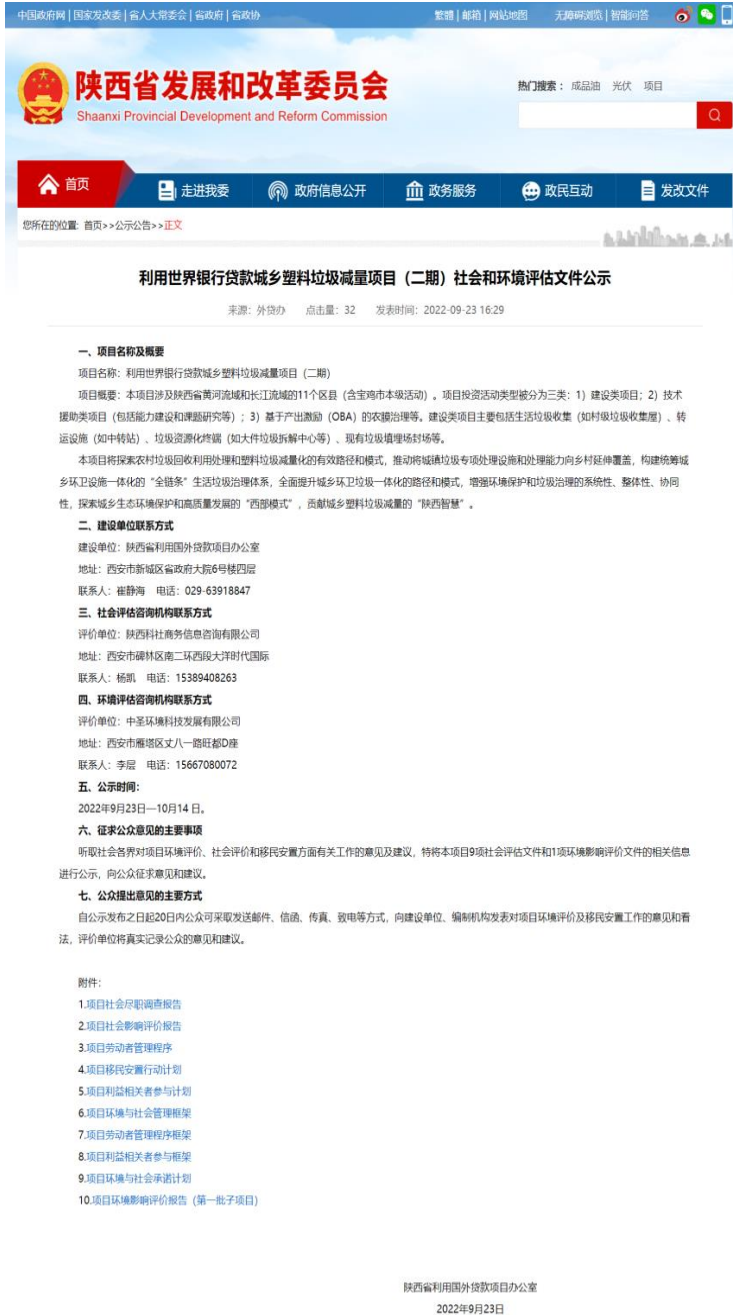 中国政府网 | 国家发改委 | 省人大常委会 | 省政府 | 省政协 繁體 | 邮箱 | 网站地图 无障碍浏览 | 智能问答
陕西省发展和改革委员会
Shaanxi Provincial Development and Reform Commission
热门搜索： 成品油 光伏 项目
首页 走进我委 政府信息公开 政务服务 政民互动 发改文件
您所在的位置: 首页>>公示公告>>正文
利用世界银行贷款城乡塑料垃圾减量项目（二期）社会和环境评估文件公示
来源：外贷办 点击量：32 发表时间：2022-09-23 16:29
一、项目名称及概要
项目名称：利用世界银行贷款城乡塑料垃圾减量项目（二期）
项目概要：本项目涉及陕西省黄河流域和长江流域的11个区县（含宝鸡市本级活动）。项目投资活动类型被分为三类：1）建设类项目；2）技术
援助类项目（包括能力建设和课题研究等）；3）基于产出激励（OBA）的农膜治理等。建设类项目主要包括生活垃圾收集（如村级垃圾收集屋）、转
运设施（如中转站）、垃圾资源化终端（如大件垃圾拆解中心等）、现有垃圾填埋场封场等。
本项目将探索农村垃圾回收利用处理和塑料垃圾减量化的有效路径和模式，推动将城镇垃圾专项处理设施和处理能力向乡村延伸覆盖，构建统筹城
乡环卫设施一体化的“全链条”生活垃圾治理体系，全面提升城乡环卫垃圾一体化的路径和模式，增强环境保护和垃圾治理的系统性、整体性、协同
性，探索城乡生态环境保护和高质量发展的“西部模式”，贡献城乡塑料垃圾减量的“陕西智慧”。
二、建设单位联系方式
建设单位：陕西省利用国外贷款项目办公室
地址：西安市新城区省政府大院6号楼四层
联系人：崔静海 电话：029-63918847
三、社会评估咨询机构联系方式
评价单位：陕西科社商务信息咨询有限公司
地址：西安市碑林区南二环西段大洋时代国际
联系人：杨凯 电话：15389408263
四、环境评估咨询机构联系方式
评价单位：中圣环境科技发展有限公司
地址：西安市雁塔区丈八一路旺都D座
联系人：李层 电话：15667080072
五、公示时间：
2022年9月23日—10月14 日。
六、征求公众意见的主要事项
听取社会各界对项目环境评价、社会评价和移民安置方面有关工作的意见及建议，特将本项目9项社会评估文件和1项环境影响评价文件的相关信息
进行公示，向公众征求意见和建议。
七、公众提出意见的主要方式
自公示发布之日起20日内公众可采取发送邮件、信函、传真、致电等方式，向建设单位、编制机构发表对项目环境评价及移民安置工作的意见和看
法，评价单位将真实记录公众的意见和建议。
附件：
1.项目社会尽职调查报告
2.项目社会影响评价报告
3.项目劳动者管理程序
4.项目移民安置行动计划
5.项目利益相关者参与计划
6.项目环境与社会管理框架
7.项目劳动者管理程序框架
8.项目利益相关者参与框架
9.项目环境与社会承诺计划
10.项目环境影响评价报告（第一批子项目）
陕西省利用国外贷款项目办公室
2022年9月23日